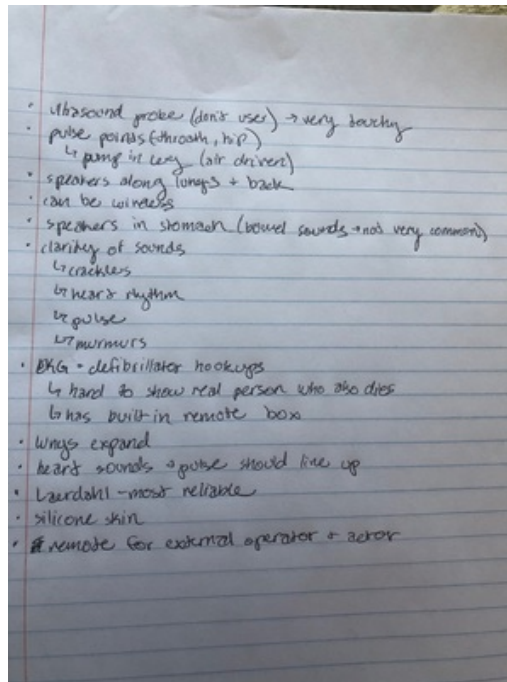 · ultrasound probe (don't user) → very touchy
· pulse points (throath, hip)
↳ pump in leg (air driven)
· speakers along lungs + back
· can be wireless
· speakers in stomach (bowel sounds → not very common)
· clarity of sounds
↳ crackles
↳ heart rhythm
↳ pulse
↳ murmurs
· EKG + defibrillator hookups
↳ hard to show real person who also dies
↳ has built-in remote box
· lungs expand
· heart sounds + pulse should line up
· Laerdahl - most reliable
· silicone skin
· remote for external operator + actor